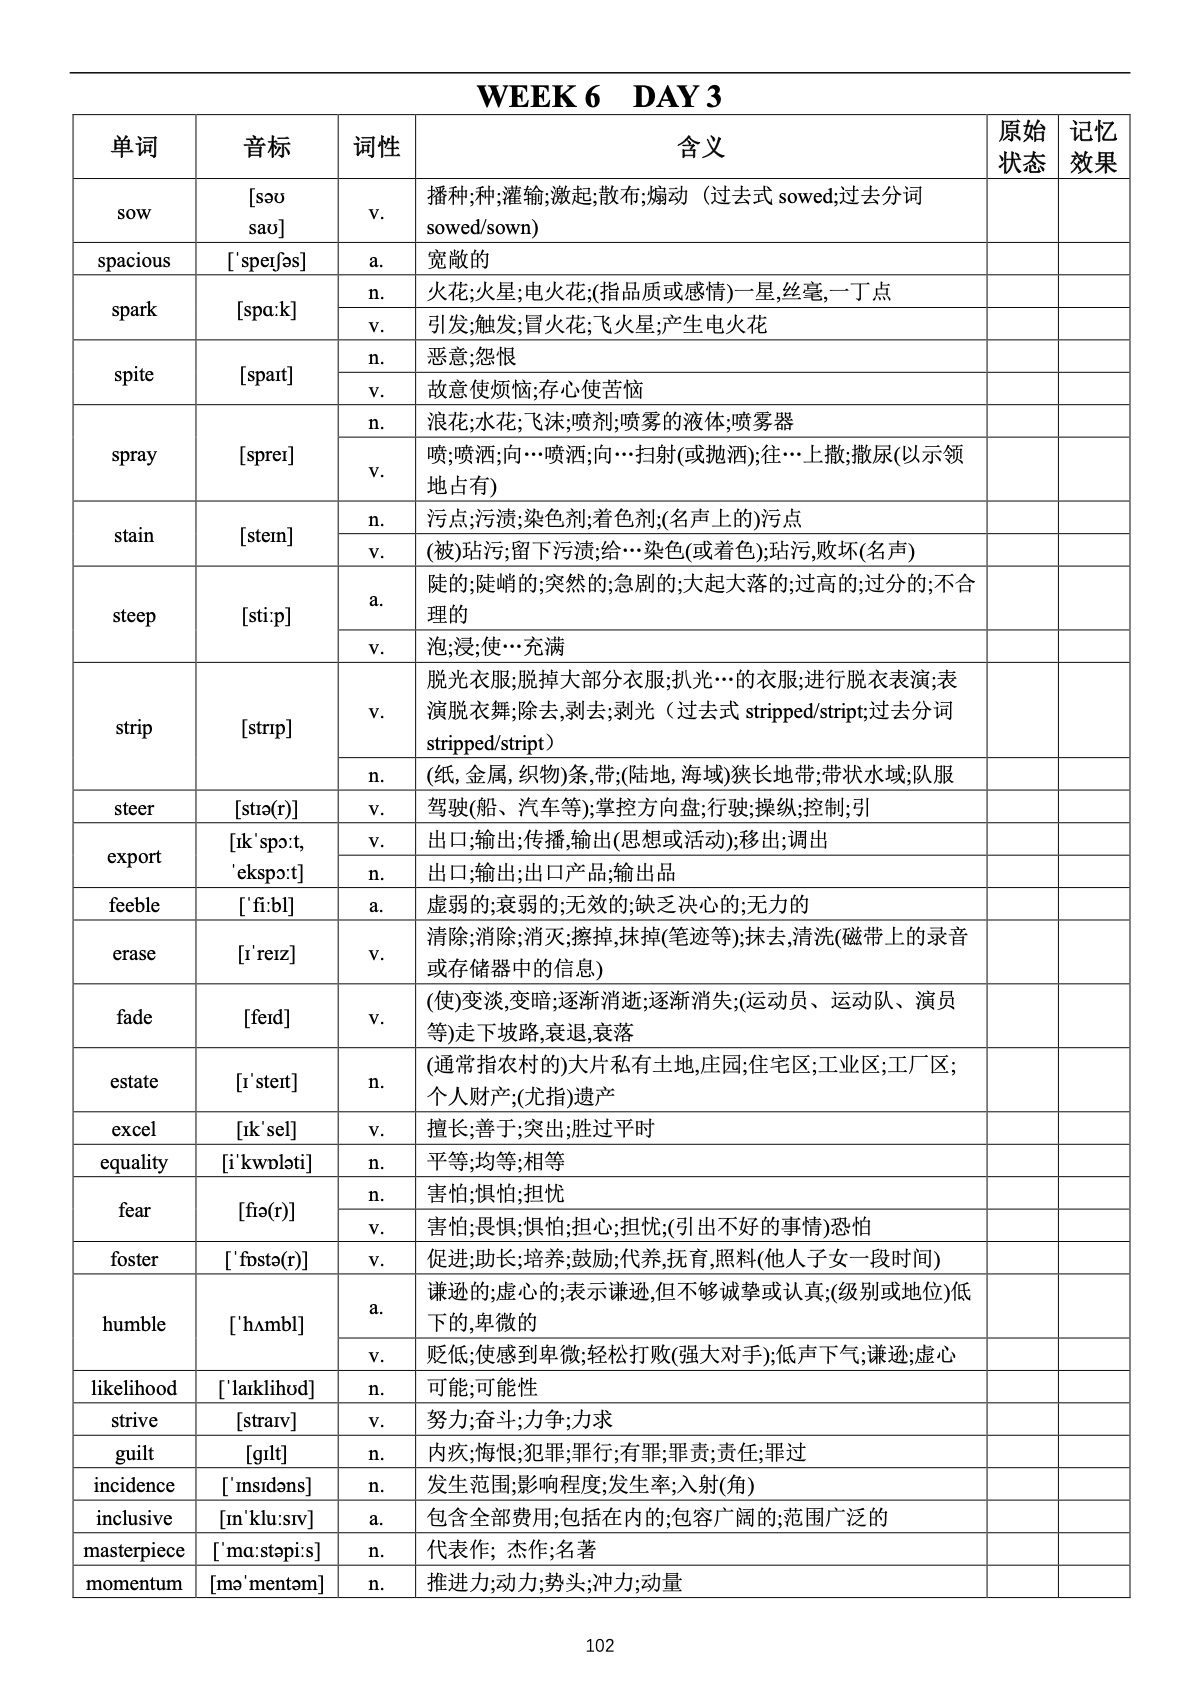 WEEK 6 DAY 3
单词 音标 词性 含义 原始状态 记忆效果
sow [səʊ saʊ] v. 播种;种;灌输;激起;散布;煽动 (过去式 sowed;过去分词
sowed/sown)
spacious [ˈspeɪʃəs] a. 宽敞的
spark [spɑːk] n. 火花;火星;电火花;(指品质或感情)一星,丝毫,一丁点
v. 引发;触发;冒火花;飞火星;产生电火花
spite [spaɪt] n. 恶意;怨恨
v. 故意使烦恼;存心使苦恼
spray [spreɪ] n. 浪花;水花;飞沫;喷剂;喷雾的液体;喷雾器
v. 喷;喷洒;向…喷洒;向…扫射(或抛洒);往…上撒;撒尿(以示领
地占有)
stain [steɪn] n. 污点;污渍;染色剂;着色剂;(名声上的)污点
v. (被)玷污;留下污渍;给…染色(或着色);玷污,败坏(名声)
steep [stiːp] a. 陡的;陡峭的;突然的;急剧的;大起大落的;过高的;过分的;不合
理的
v. 泡;浸;使…充满
strip [strɪp] v. 脱光衣服;脱掉大部分衣服;扒光…的衣服;进行脱衣表演;表
演脱衣舞;除去,剥去;剥光（过去式 stripped/stript;过去分词
stripped/stript）
n. (纸, 金属, 织物)条,带;(陆地, 海域)狭长地带;带状水域;队服
steer [stɪə(r)] v. 驾驶(船、汽车等);掌控方向盘;行驶;操纵;控制;引
export [ɪkˈspɔːt, ˈekspɔːt] v. 出口;输出;传播,输出(思想或活动);移出;调出
n. 出口;输出;出口产品;输出品
feeble [ˈfiːbl] a. 虚弱的;衰弱的;无效的;缺乏决心的;无力的
erase [ɪˈreɪz] v. 清除;消除;消灭;擦掉,抹掉(笔迹等);抹去,清洗(磁带上的录音
或存储器中的信息)
fade [feɪd] v. (使)变淡,变暗;逐渐消逝;逐渐消失;(运动员、运动队、演员
等)走下坡路,衰退,衰落
estate [ɪˈsteɪt] n. (通常指农村的)大片私有土地,庄园;住宅区;工业区;工厂区;
个人财产;(尤指)遗产
excel [ɪkˈsel] v. 擅长;善于;突出;胜过平时
equality [iˈkwɒləti] n. 平等;均等;相等
fear [fɪə(r)] n. 害怕;惧怕;担忧
v. 害怕;畏惧;惧怕;担心;担忧;(引出不好的事情)恐怕
foster [ˈfɒstə(r)] v. 促进;助长;培养;鼓励;代养,抚育,照料(他人子女一段时间)
humble [ˈhʌmbl] a. 谦逊的;虚心的;表示谦逊,但不够诚挚或认真;(级别或地位)低
下的,卑微的
v. 贬低;使感到卑微;轻松打败(强大对手);低声下气;谦逊;虚心
likelihood [ˈlaɪklihʊd] n. 可能;可能性
strive [straɪv] v. 努力;奋斗;力争;力求
guilt [ɡɪlt] n. 内疚;悔恨;犯罪;罪行;有罪;罪责;责任;罪过
incidence [ˈɪnsɪdəns] n. 发生范围;影响程度;发生率;入射(角)
inclusive [ɪnˈkluːsɪv] a. 包含全部费用;包括在内的;包容广阔的;范围广泛的
masterpiece [ˈmɑːstəpiːs] n. 代表作; 杰作;名著
momentum [məˈmentəm] n. 推进力;动力;势头;冲力;动量
102